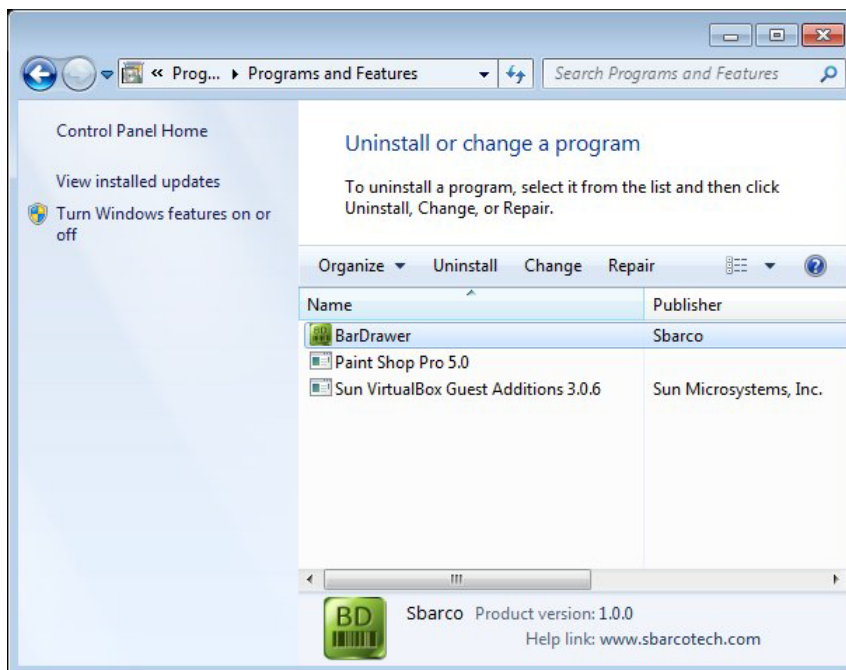 « Prog... ▸ Programs and Features
Search Programs and Features
Control Panel Home
View installed updates
Turn Windows features on or
off
Uninstall or change a program
To uninstall a program, select it from the list and then click
Uninstall, Change, or Repair.
Organize Uninstall Change Repair
Name Publisher
BarDrawer Sbarco
Paint Shop Pro 5.0
Sun VirtualBox Guest Additions 3.0.6 Sun Microsystems, Inc.
BD
Sbarco Product version: 1.0.0
Help link: www.sbarcotech.com